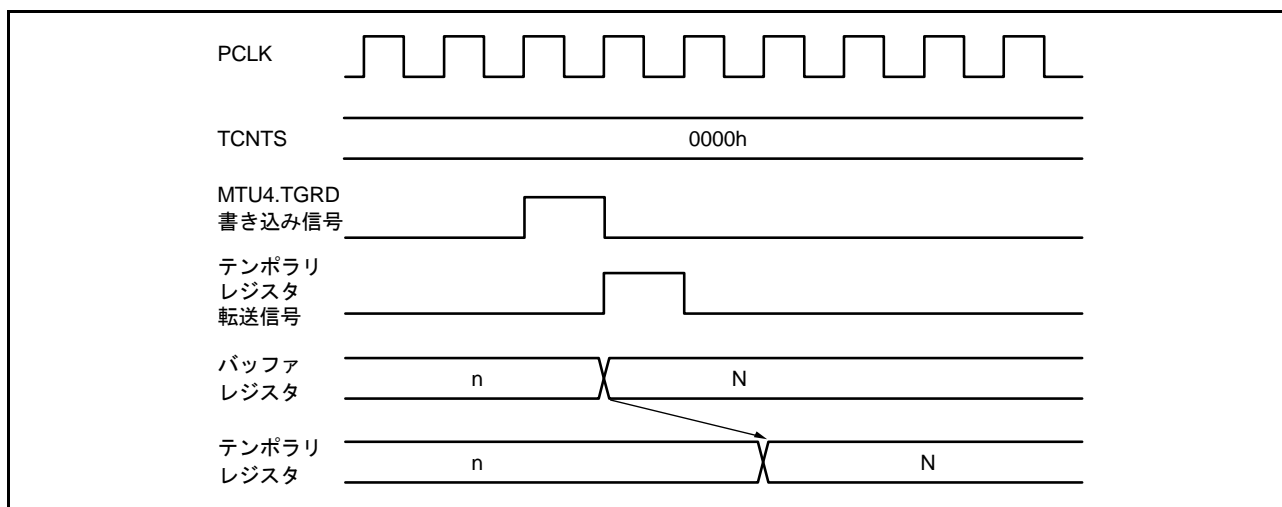 PCLK
TCNTS
0000h
MTU4.TGRD
書き込み信号
テンポラリ
レジスタ
転送信号
バッファ
レジスタ
n
N
テンポラリ
レジスタ
n
N